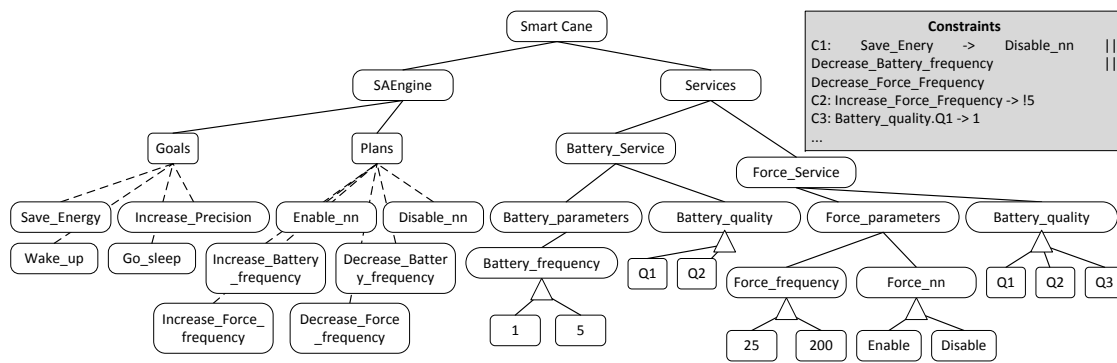 Smart Cane
Constraints
C1: Save_Enery -> Disable_nn ||
Decrease_Battery_frequency ||
Decrease_Force_Frequency
C2: Increase_Force_Frequency -> !5
C3: Battery_quality.Q1 -> 1
...
SAEngine
Services
Goals
Plans
Battery_Service
Force_Service
Save_Energy
Increase_Precision
Enable_nn
Disable_nn
Battery_parameters
Battery_quality
Force_parameters
Battery_quality
Wake_up
Go_sleep
Increase_Battery_
frequency
Decrease_Batter
y_frequency
Battery_frequency
Q1
Q2
Force_frequency
Force_nn
Q1
Q2
Q3
Increase_Force_
frequency
Decrease_Force
_frequency
1
5
25
200
Enable
Disable